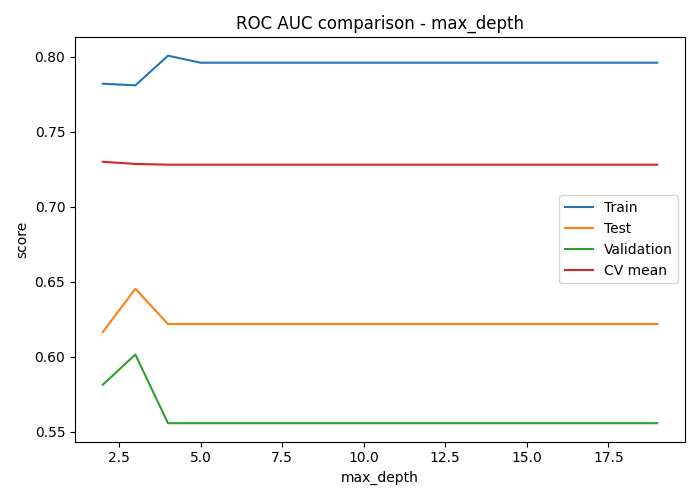 ROC AUC comparison - max_depth
score
0.80
0.75
0.70
0.65
0.60
0.55
Train
Test
Validation
CV mean
2.5 5.0 7.5 10.0 12.5 15.0 17.5
max_depth